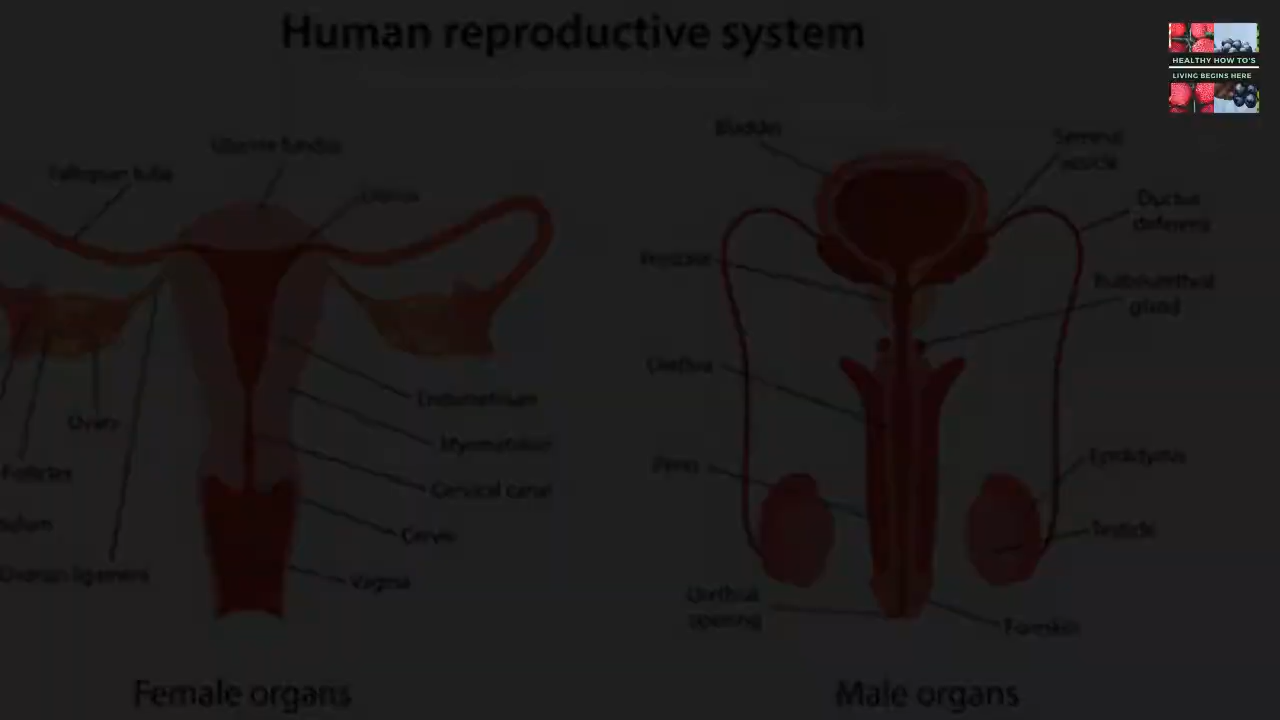 Human reproductive system
HEALTHY HOW TO'S
LIVING BEGINS HERE
Uterine fundus
Fallopian tube
Uterus
Ovary
Follicles
Ovarian ligament
Endometrium
Myometrium
Cervical canal
Cervix
Vagina
Female organs
Bladder
Seminal
vesicle
Ductus
deferens
Prostate
Bulbourethral
gland
Urethra
Penis
Epididymis
Testicle
Urethral
opening
Foreskin
Male organs